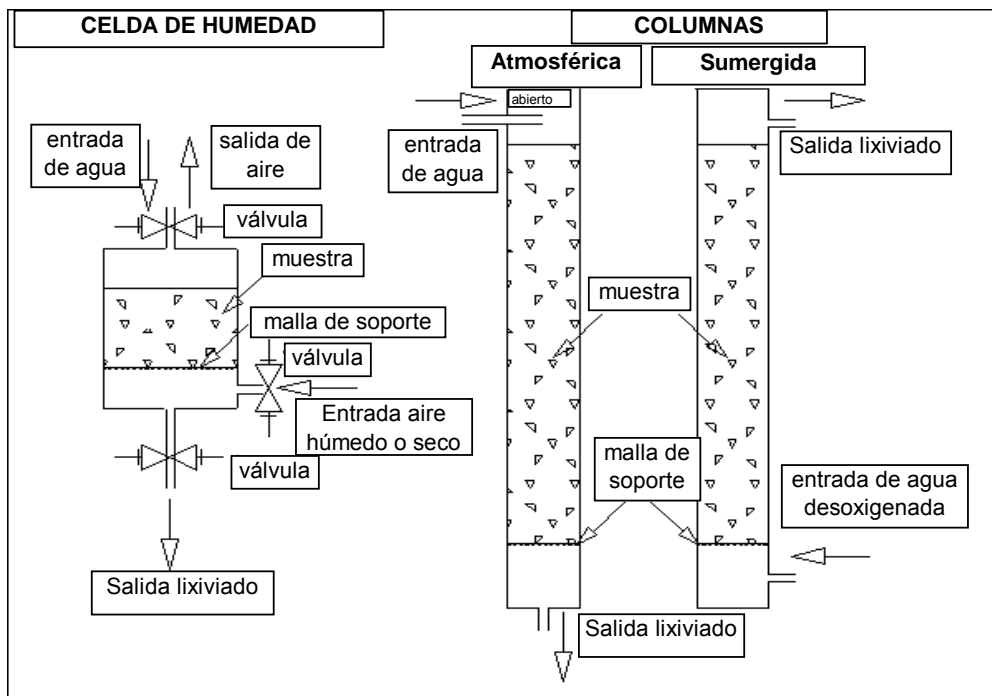 CELDA DE HUMEDAD
COLUMNAS
Atmosférica
Sumergida
abierto
entrada
de agua
salida de
aire
entrada
de agua
Salida lixiviado
válvula
muestra
malla de soporte
válvula
Entrada aire
húmedo o seco
válvula
Salida lixiviado
muestra
malla de
soporte
entrada de agua
desoxigenada
Salida lixiviado